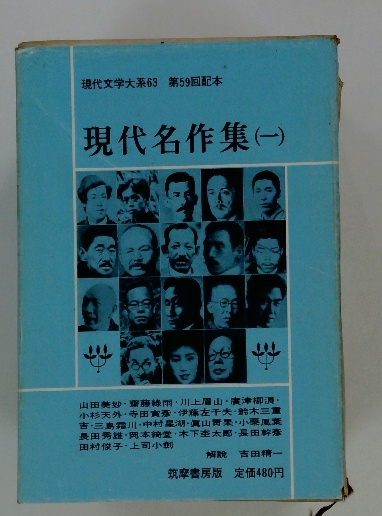 現代文学大系63 第59回配本
現代名作集(一)
山田美妙・齋藤緑雨・川上眉山・廣津柳浪・
小杉天外・寺田寅彦・伊藤左千夫・鈴木三重
吉・三島霜川・中村星湖・眞山青果・小栗風葉
長田秀雄・岡本綺堂・木下杢太郎・長田幹彦
田村俊子・上司小剣
解説 吉田精一
筑摩書房版 定価480円